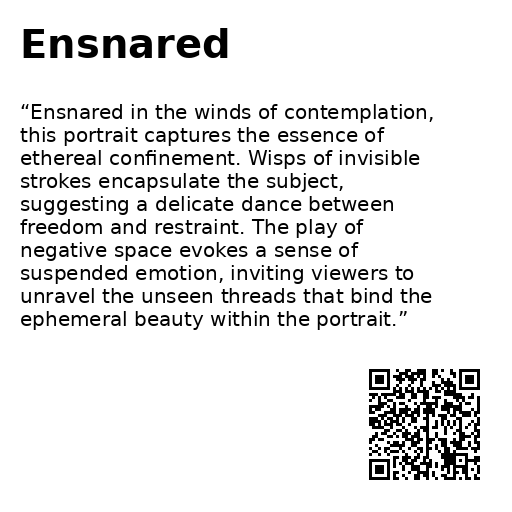 Ensnared
“Ensnared in the winds of contemplation,
this portrait captures the essence of
ethereal confinement. Wisps of invisible
strokes encapsulate the subject,
suggesting a delicate dance between
freedom and restraint. The play of
negative space evokes a sense of
suspended emotion, inviting viewers to
unravel the unseen threads that bind the
ephemeral beauty within the portrait.”